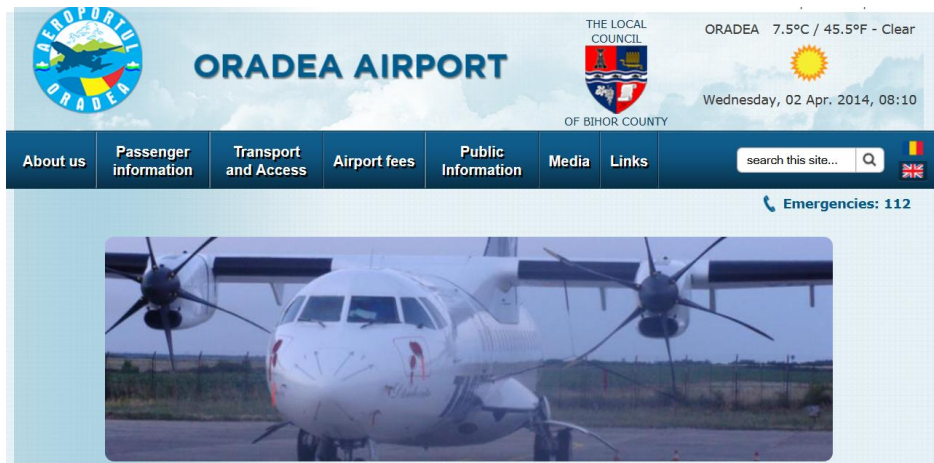 AEROPORTUL
ORADEA
ORADEA AIRPORT
THE LOCAL
COUNCIL
OF BIHOR COUNTY
ORADEA 7.5°C / 45.5°F - Clear
Wednesday, 02 Apr. 2014, 08:10
About us
Passenger
information
Transport
and Access
Airport fees
Public
Information
Media
Links
search this site...
Emergencies: 112